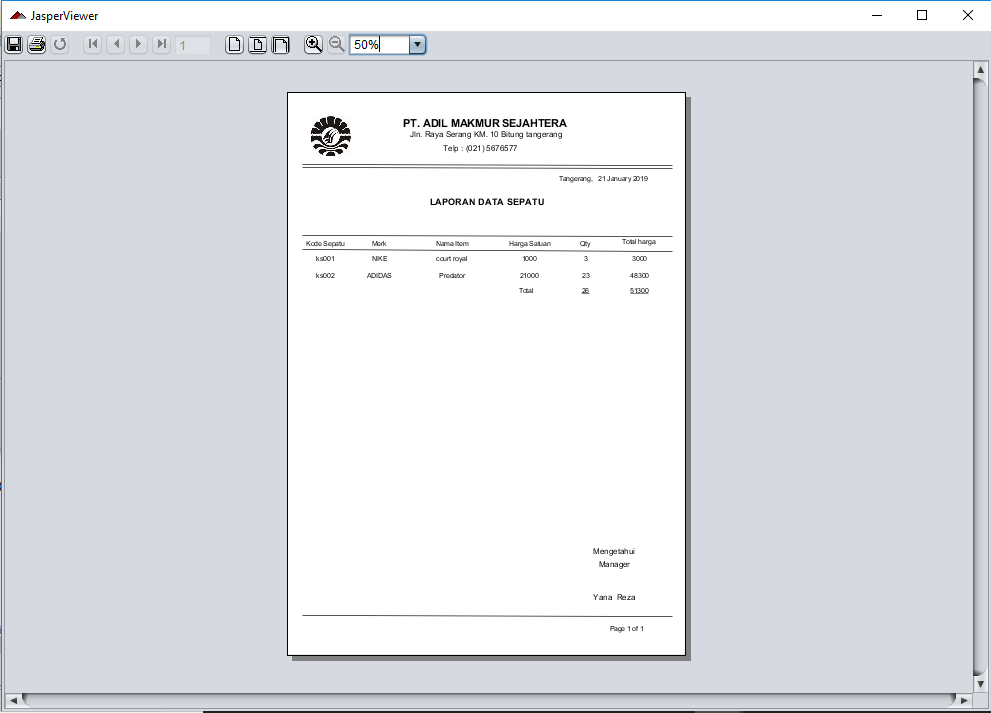 JasperViewer
1
50%
PT. ADIL MAKMUR SEJAHTERA
Jln. Raya Serang KM. 10 Bitung tangerang
Telp : (021) 5676577
Tangerang, 21 January 2019
LAPORAN DATA SEPATU
Kode Sepatu Merk Nama Item Harga Satuan Qty Total harga
ks001 NIKE court royal 1000 3 3000
ks002 ADIDAS Predator 21000 23 48300
Total 26 51300
Mengetahui
Manager
Yana Reza
Page 1 of 1